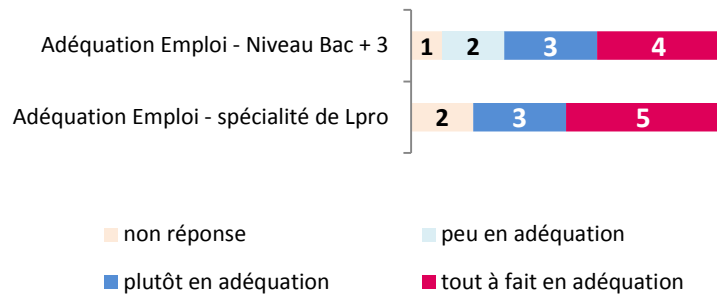 Adéquation Emploi - Niveau Bac + 3 1 2 3 4
Adéquation Emploi - spécialité de Lpro 2 3 5
non réponse peu en adéquation
plutôt en adéquation tout à fait en adéquation